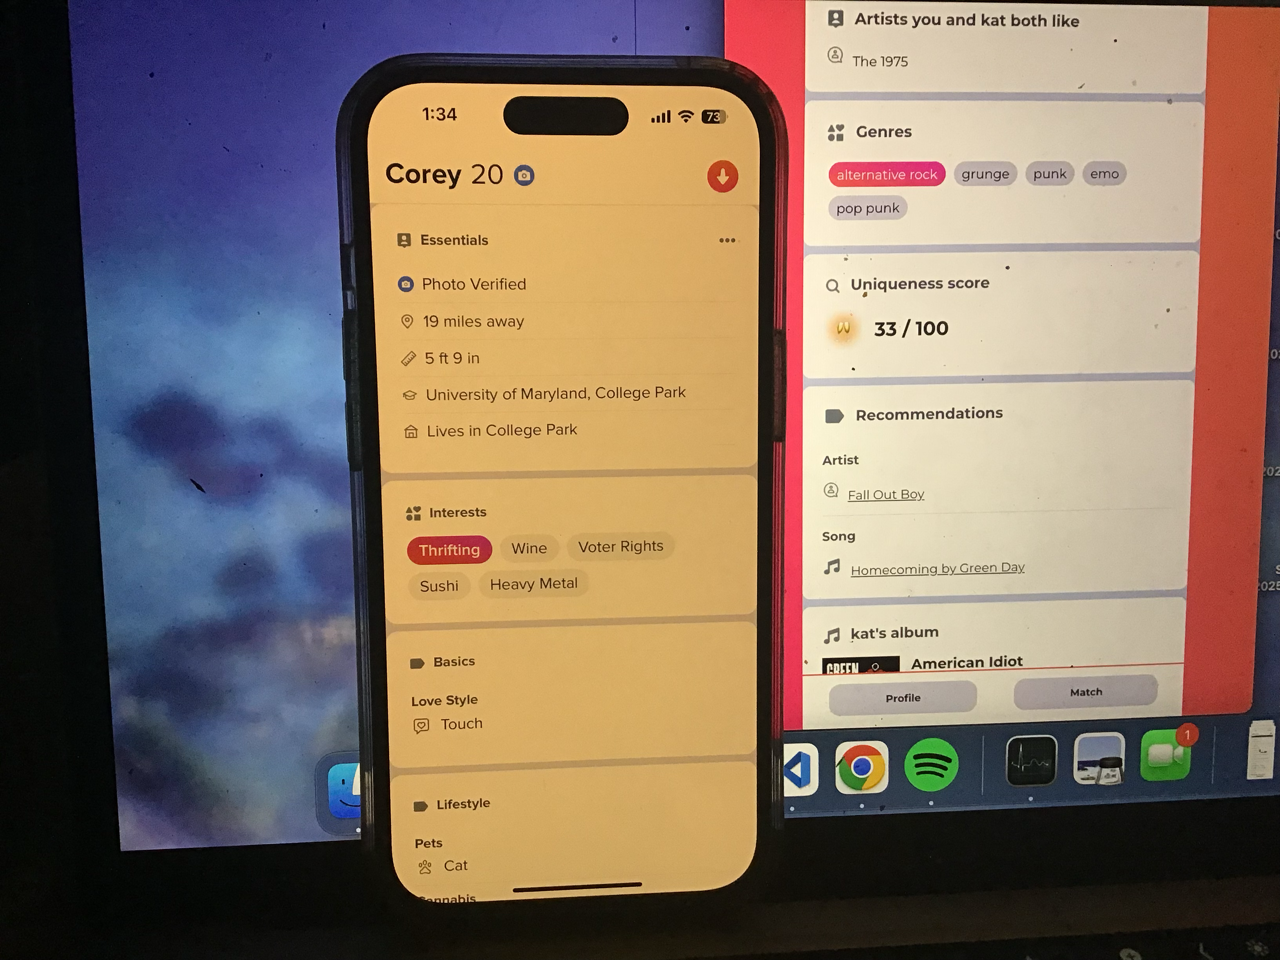 1:34
73
Corey 20
Essentials
Photo Verified
19 miles away
5 ft 9 in
University of Maryland, College Park
Lives in College Park
Interests
Thrifting
Wine
Voter Rights
Sushi
Heavy Metal
Basics
Love Style
Touch
Lifestyle
Pets
Cat
Cannabis
Artists you and kat both like
The 1975
Genres
alternative rock
grunge
punk
emo
pop punk
Uniqueness score
33 / 100
Recommendations
Artist
Fall Out Boy
Song
Homecoming by Green Day
kat's album
GREEN
American Idiot
Profile
Match
1